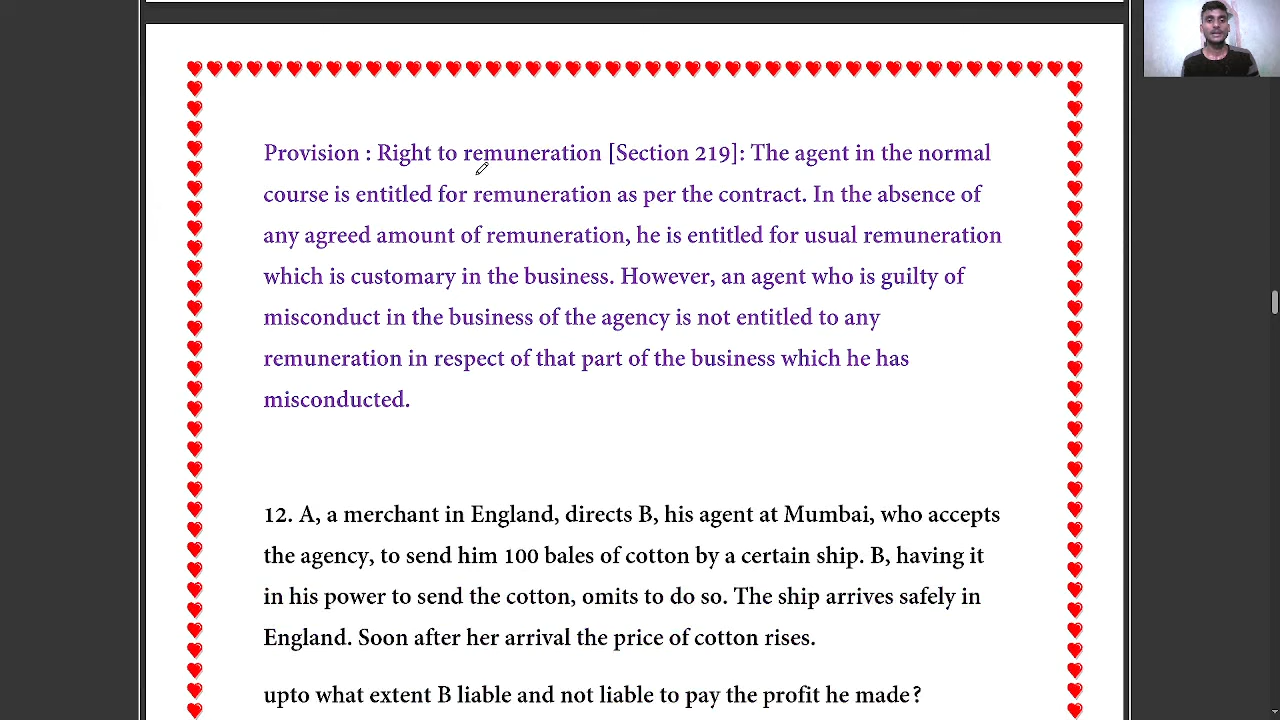 Provision : Right to remuneration [Section 219]: The agent in the normal
course is entitled for remuneration as per the contract. In the absence of
any agreed amount of remuneration, he is entitled for usual remuneration
which is customary in the business. However, an agent who is guilty of
misconduct in the business of the agency is not entitled to any
remuneration in respect of that part of the business which he has
misconducted.
12. A, a merchant in England, directs B, his agent at Mumbai, who accepts
the agency, to send him 100 bales of cotton by a certain ship. B, having it
in his power to send the cotton, omits to do so. The ship arrives safely in
England. Soon after her arrival the price of cotton rises.
upto what extent B liable and not liable to pay the profit he made?